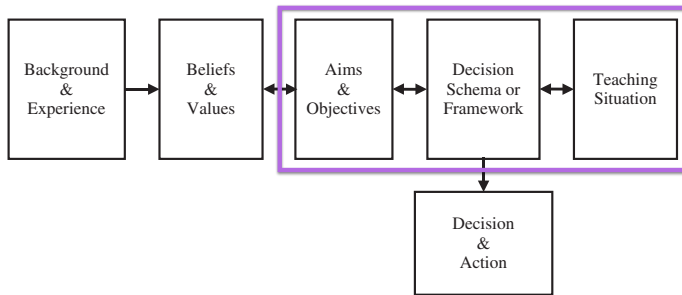 Background
&
Experience
Beliefs
&
Values
Aims
&
Objectives
Decision
Schema or
Framework
Teaching
Situation
Decision
&
Action